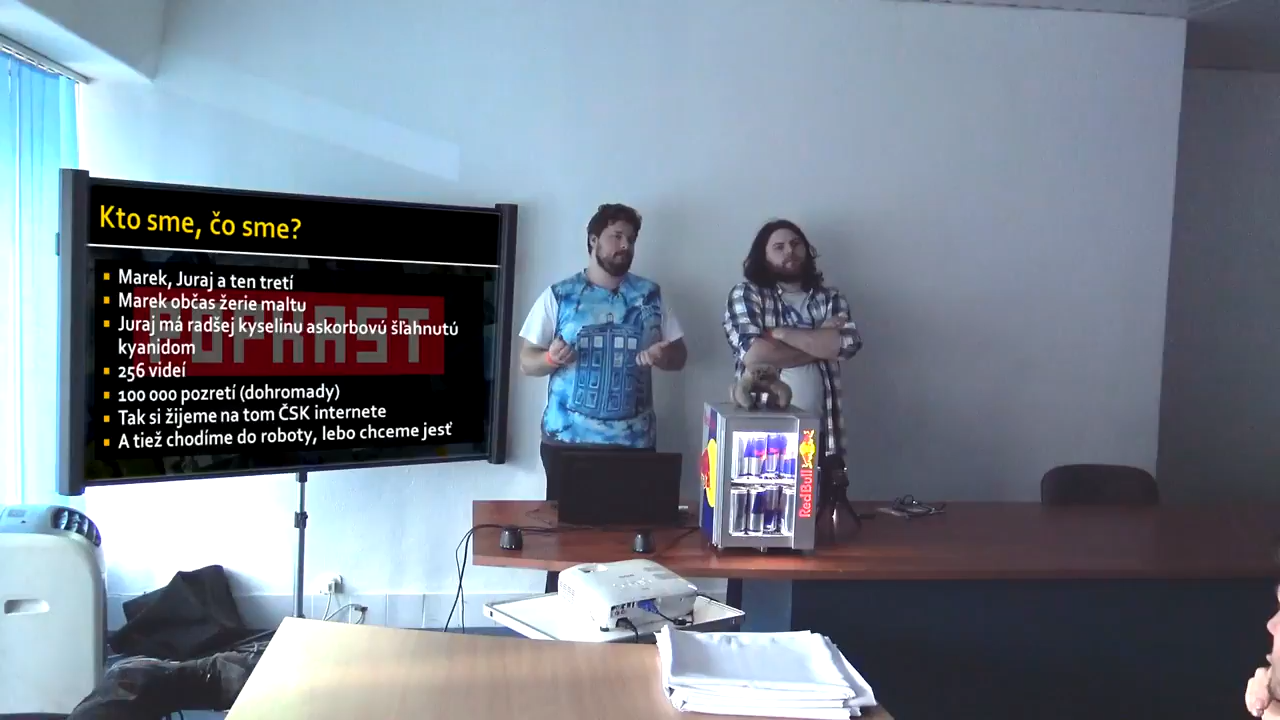 Kto sme, čo sme?
Marek, Juraj a ten tretí
Marek občas žerie maltu
Juraj má radšej kyselinu askorbovú šľahnutú
kyanidom
256 videí
100 000 pozretí (dohromady)
Tak si žijeme na tom ČSK internete
A tiež chodíme do roboty, lebo chceme jesť
POPKAST
Red Bull